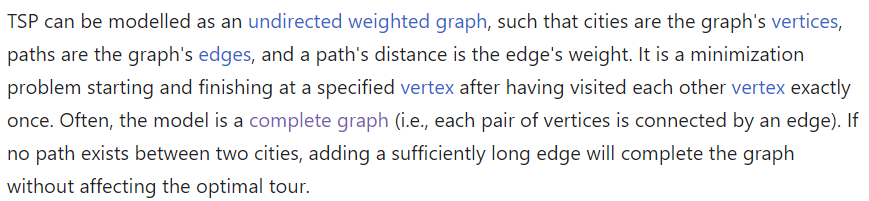 TSP can be modelled as an undirected weighted graph, such that cities are the graph's vertices,
paths are the graph's edges, and a path's distance is the edge's weight. It is a minimization
problem starting and finishing at a specified vertex after having visited each other vertex exactly
once. Often, the model is a complete graph (i.e., each pair of vertices is connected by an edge). If
no path exists between two cities, adding a sufficiently long edge will complete the graph
without affecting the optimal tour.